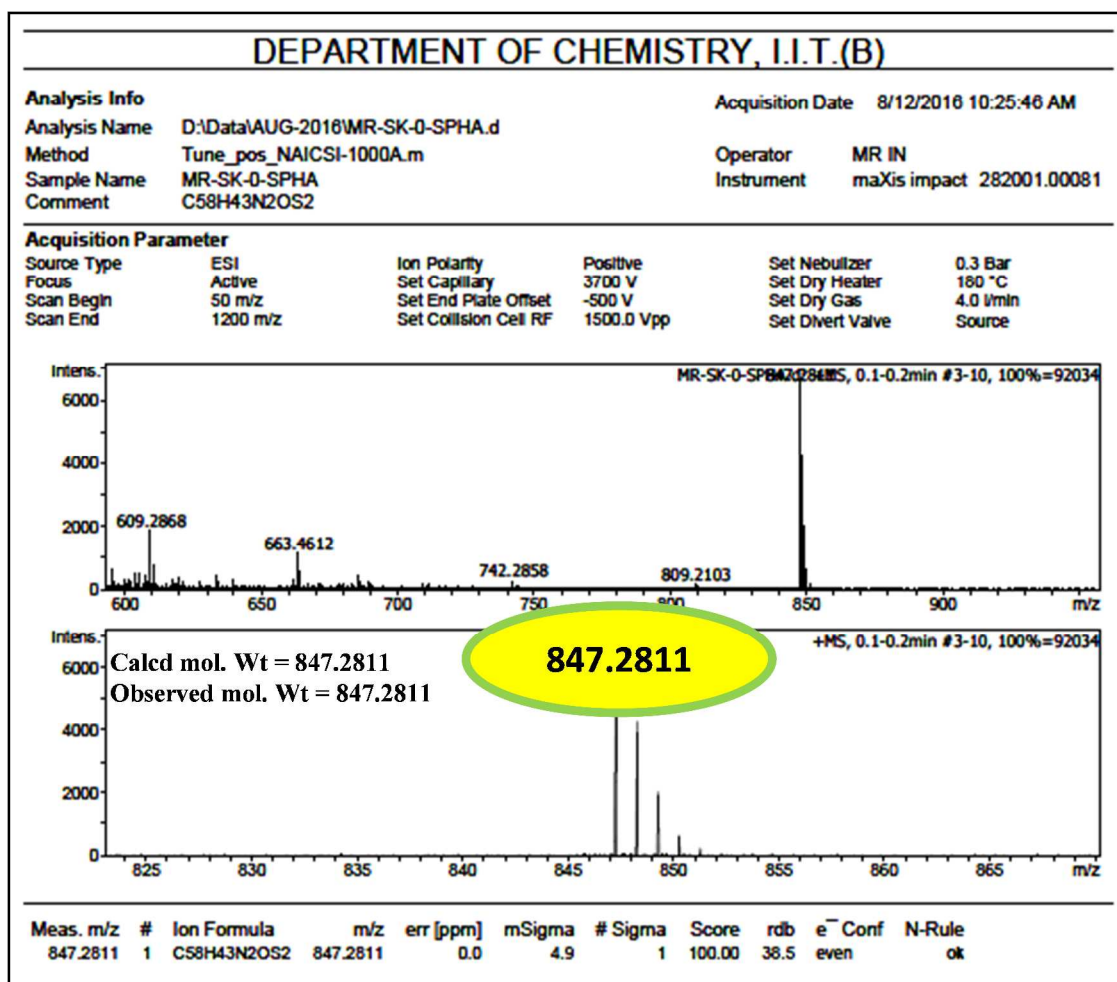 DEPARTMENT OF CHEMISTRY, I.I.T.(B)
Analysis Info
Acquisition Date 8/12/2016 10:25:46 AM
Analysis Name D:\Data\AUG-2016\MR-SK-0-SPHA.d
Method Tune_pos_NAICSI-1000A.m Operator MR IN
Sample Name MR-SK-0-SPHA Instrument maXis impact 282001.00081
Comment C58H43N2OS2
Acquisition Parameter
Source Type ESI Ion Polarity Positive Set Nebulizer 0.3 Bar
Focus Active Set Capillary 3700 V Set Dry Heater 180 °C
Scan Begin 50 m/z Set End Plate Offset -500 V Set Dry Gas 4.0 l/min
Scan End 1200 m/z Set Collision Cell RF 1500.0 Vpp Set Divert Valve Source
Intens.
MS, 0.1-0.2min #3-10, 100%=92034
6000
4000
2000
609.2868
663.4612
742.2858
809.2103
0
600 650 700 750 800 850 900 m/z
Intens.
+MS, 0.1-0.2min #3-10, 100%=92034
6000
Calcd mol. Wt = 847.2811
847.2811
Observed mol. Wt = 847.2811
4000
2000
0
825 830 835 840 845 850 855 860 865 m/z
Meas. m/z # Ion Formula m/z err [ppm] mSigma # Sigma Score rdb e⁻ Conf N-Rule
847.2811 1 C58H43N2OS2 847.2811 0.0 4.9 1 100.00 38.5 even ok